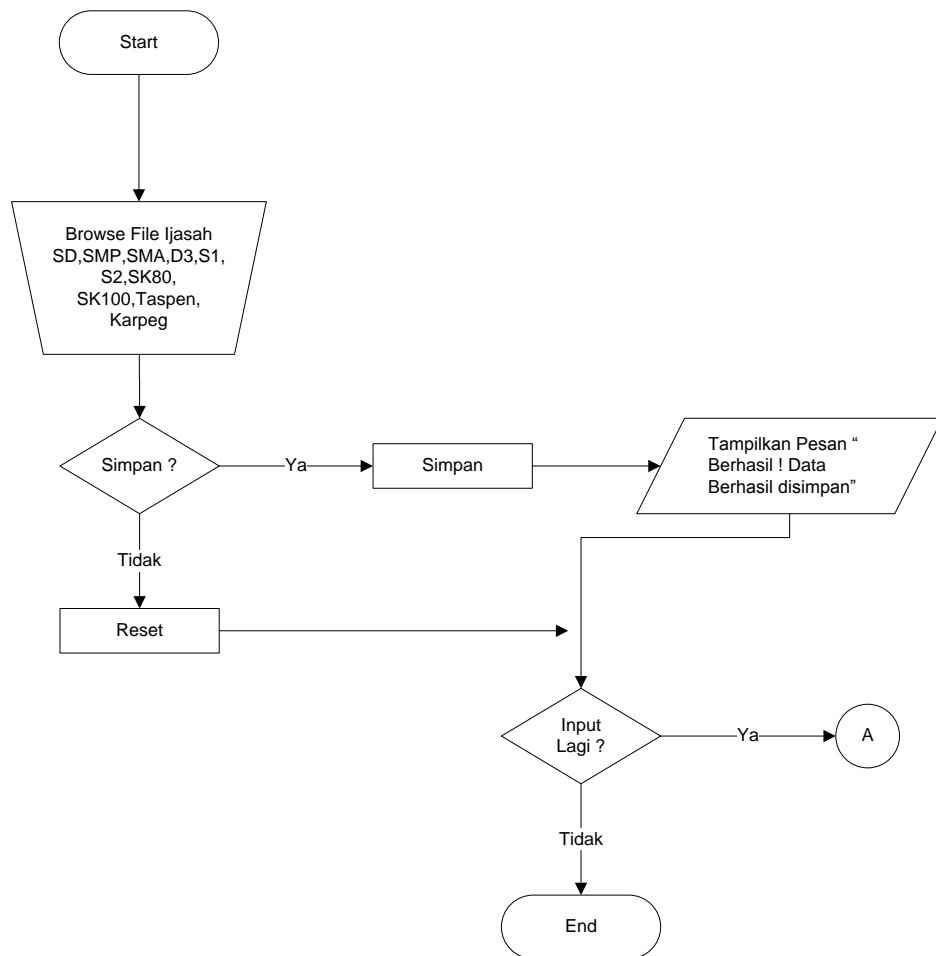 Start
Browse File Ijasah
SD,SMP,SMA,D3,S1,
S2,SK80,
SK100,Taspen,
Karpeg
Simpan ?
Ya
Simpan
Tampilkan Pesan “
Berhasil ! Data
Berhasil disimpan”
Tidak
Reset
Input
Lagi ?
Ya
A
Tidak
End